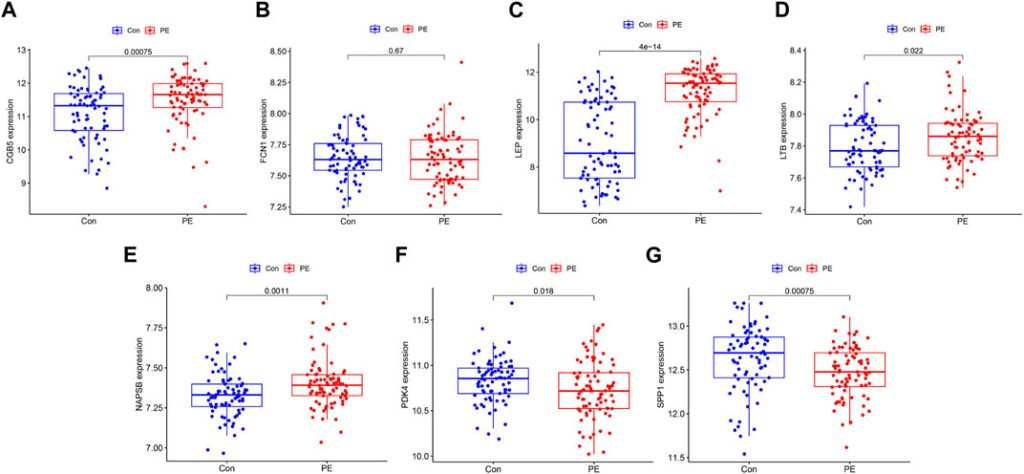 A
Con PE
0.00075
CGB5 expression
13
12
11
10
9
Con PE
B
Con PE
0.67
FCN1 expression
8.50
8.25
8.00
7.75
7.50
7.25
Con PE
C
Con PE
4e−14
LEP expression
12
10
8
Con PE
D
Con PE
0.022
LTB expression
8.4
8.2
8.0
7.8
7.6
7.4
Con PE
E
Con PE
0.0011
NAPSB expression
8.00
7.75
7.50
7.25
7.00
Con PE
F
Con PE
0.018
PDK4 expression
11.5
11.0
10.5
10.0
Con PE
G
Con PE
0.00075
SPP1 expression
13.0
12.5
12.0
11.5
Con PE